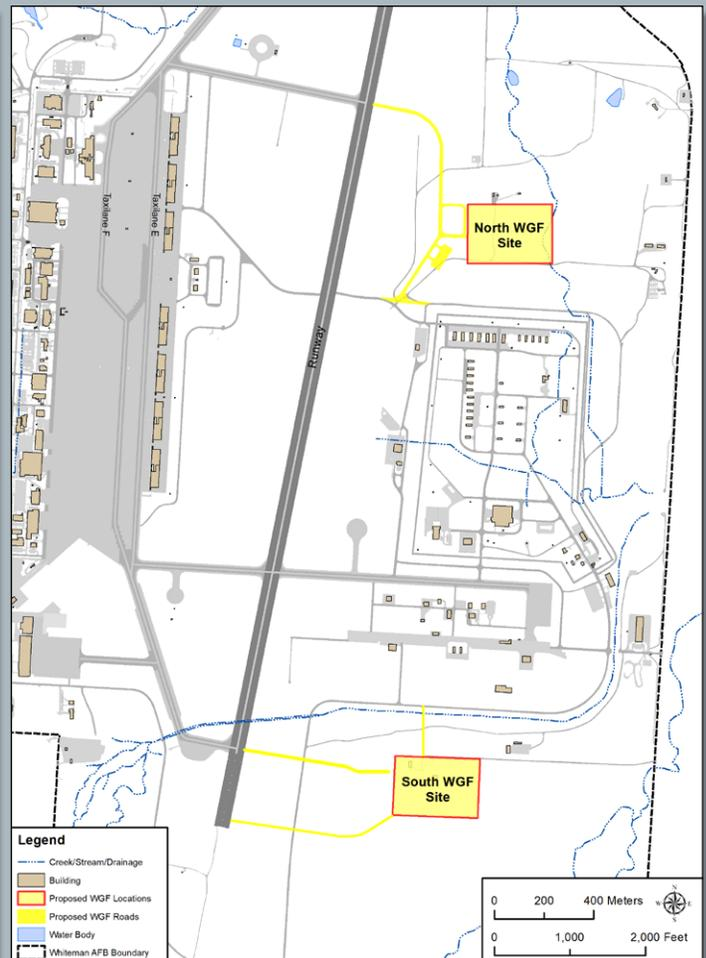 Taxilane F
Taxilane E
Runway
North WGF
Site
South WGF
Site
Legend
Creek/Stream/Drainage
Building
Proposed WGF Locations
Proposed WGF Roads
Water Body
Whiteman AFB Boundary
0 200 400 Meters
N
W E
S
0 1,000 2,000 Feet